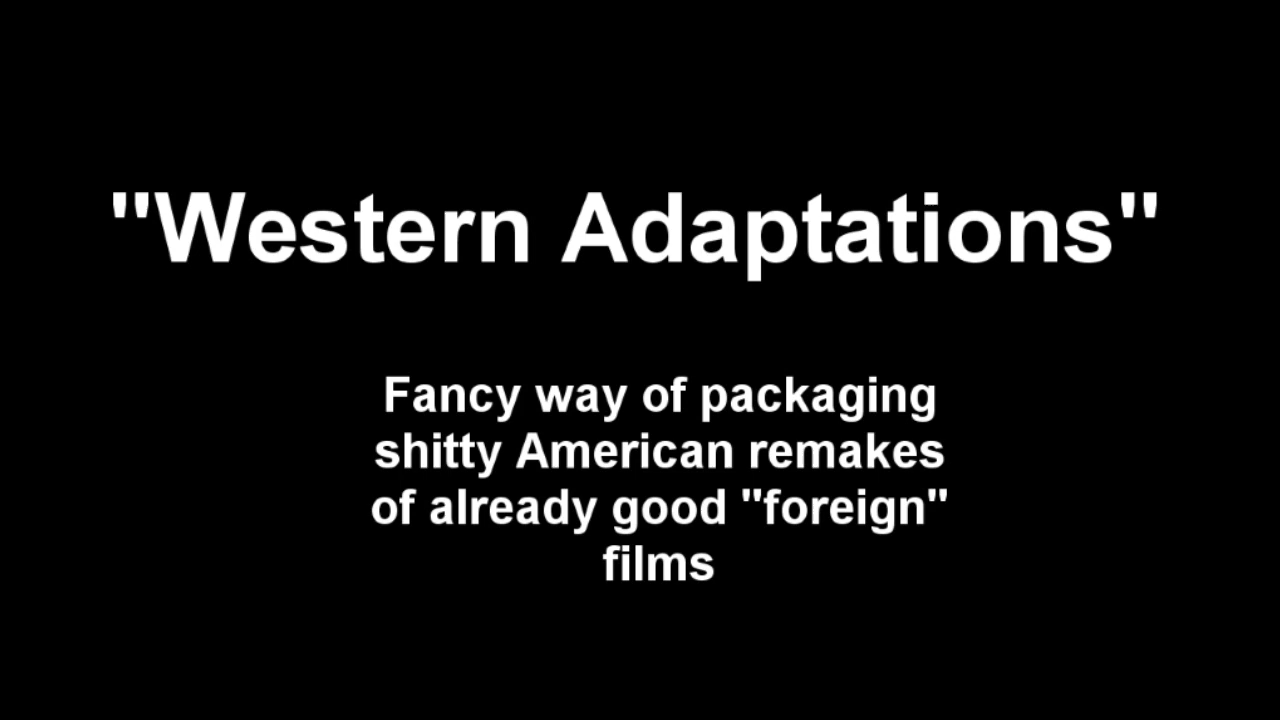 "Western Adaptations"
Fancy way of packaging
shitty American remakes
of already good "foreign"
films